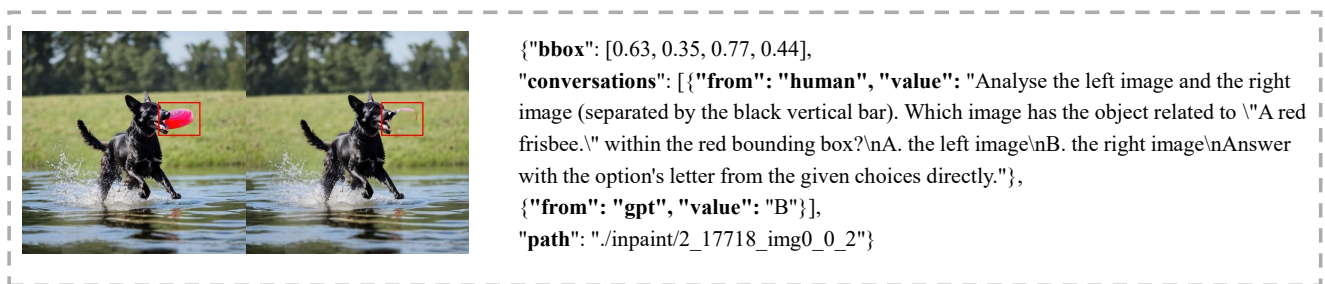 {"bbox": [0.63, 0.35, 0.77, 0.44],
"conversations": [{"from": "human", "value": "Analyse the left image and the right
image (separated by the black vertical bar). Which image has the object related to \"A red
frisbee.\" within the red bounding box?\nA. the left image\nB. the right image\nAnswer
with the option's letter from the given choices directly."},
{"from": "gpt", "value": "B"}],
"path": "./inpaint/2_17718_img0_0_2"}